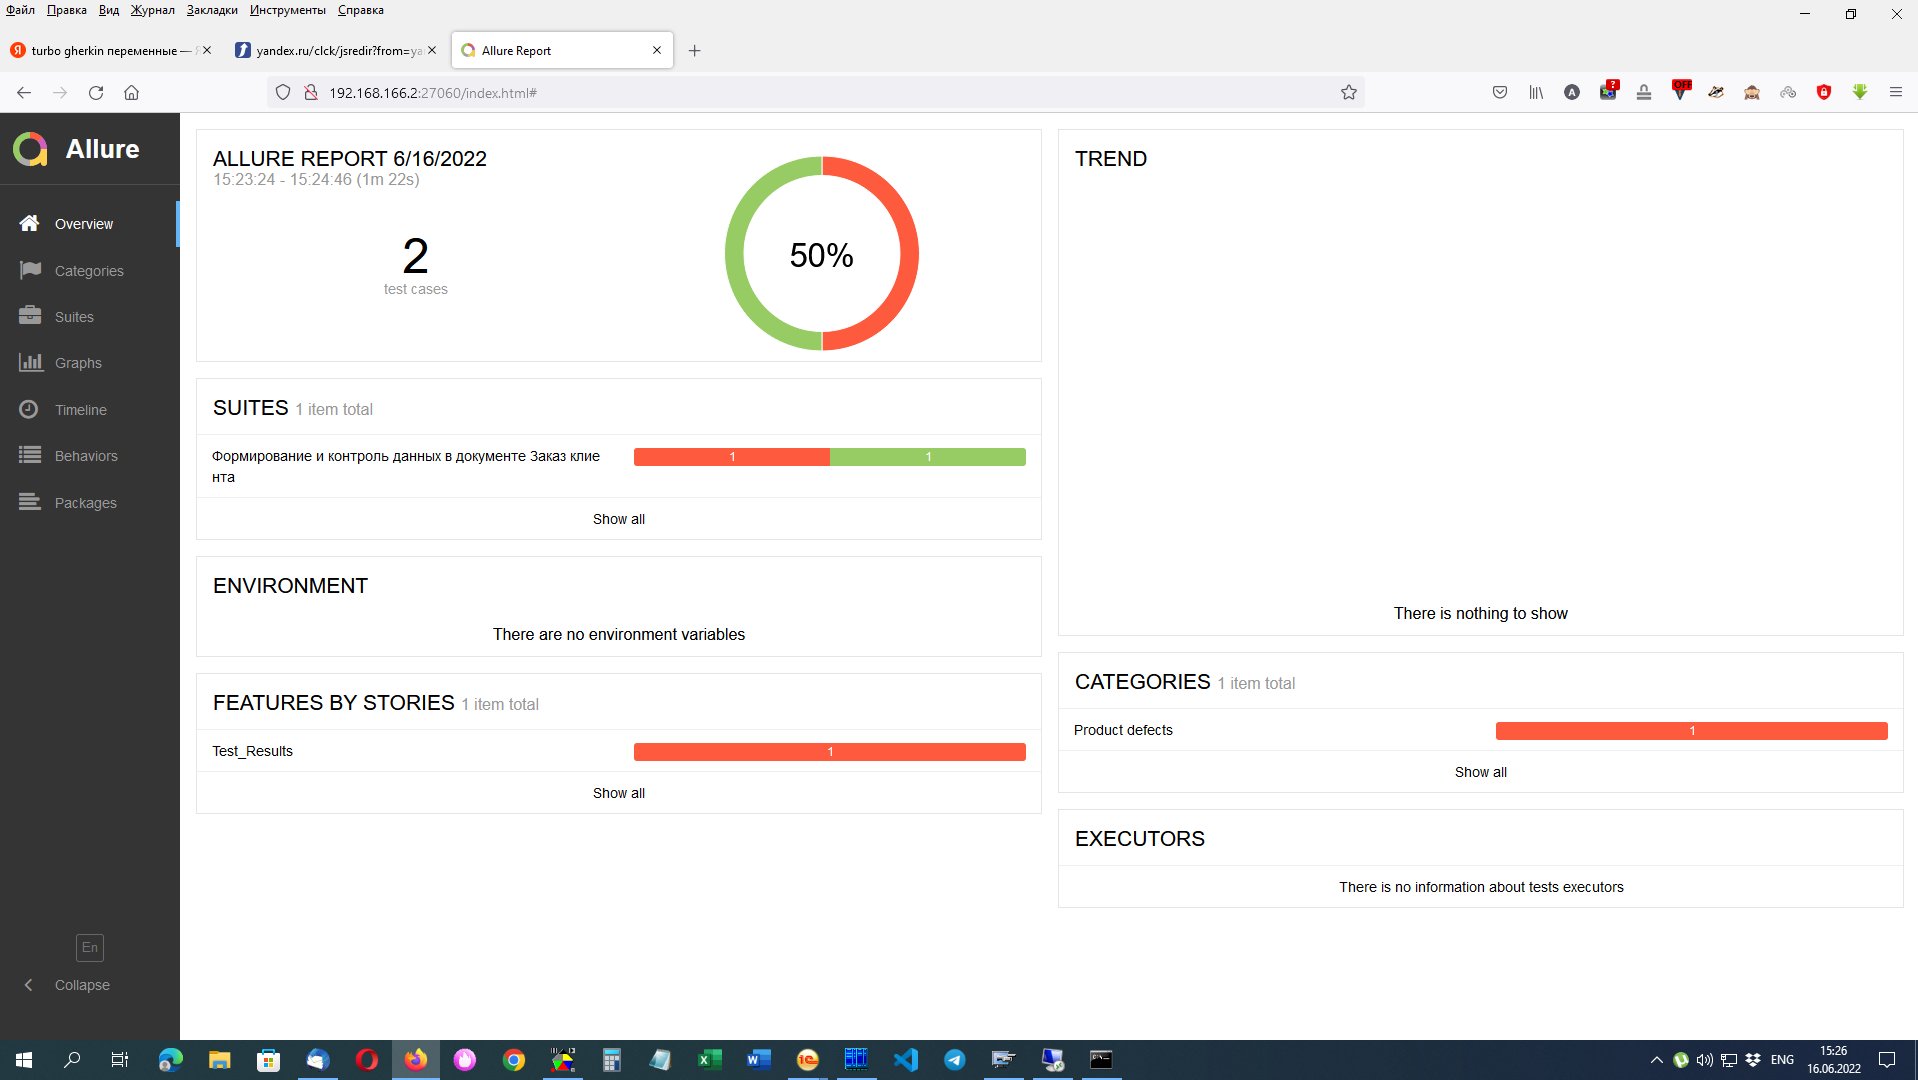 Файл Правка Вид Журнал Закладки Инструменты Справка
turbo gherkin переменные —
yandex.ru/clck/jsredir?from=ya
Allure Report
192.168.166.2:27060/index.html#
Allure
Overview
Categories
Suites
Graphs
Timeline
Behaviors
Packages
En
Collapse
ALLURE REPORT 6/16/2022
15:23:24 - 15:24:46 (1m 22s)
2
test cases
50%
SUITES 1 item total
Формирование и контроль данных в документе Заказ клие
нта
1 1
Show all
ENVIRONMENT
There are no environment variables
FEATURES BY STORIES 1 item total
Test_Results 1
Show all
TREND
There is nothing to show
CATEGORIES 1 item total
Product defects 1
Show all
EXECUTORS
There is no information about tests executors
ENG
15:26
16.06.2022